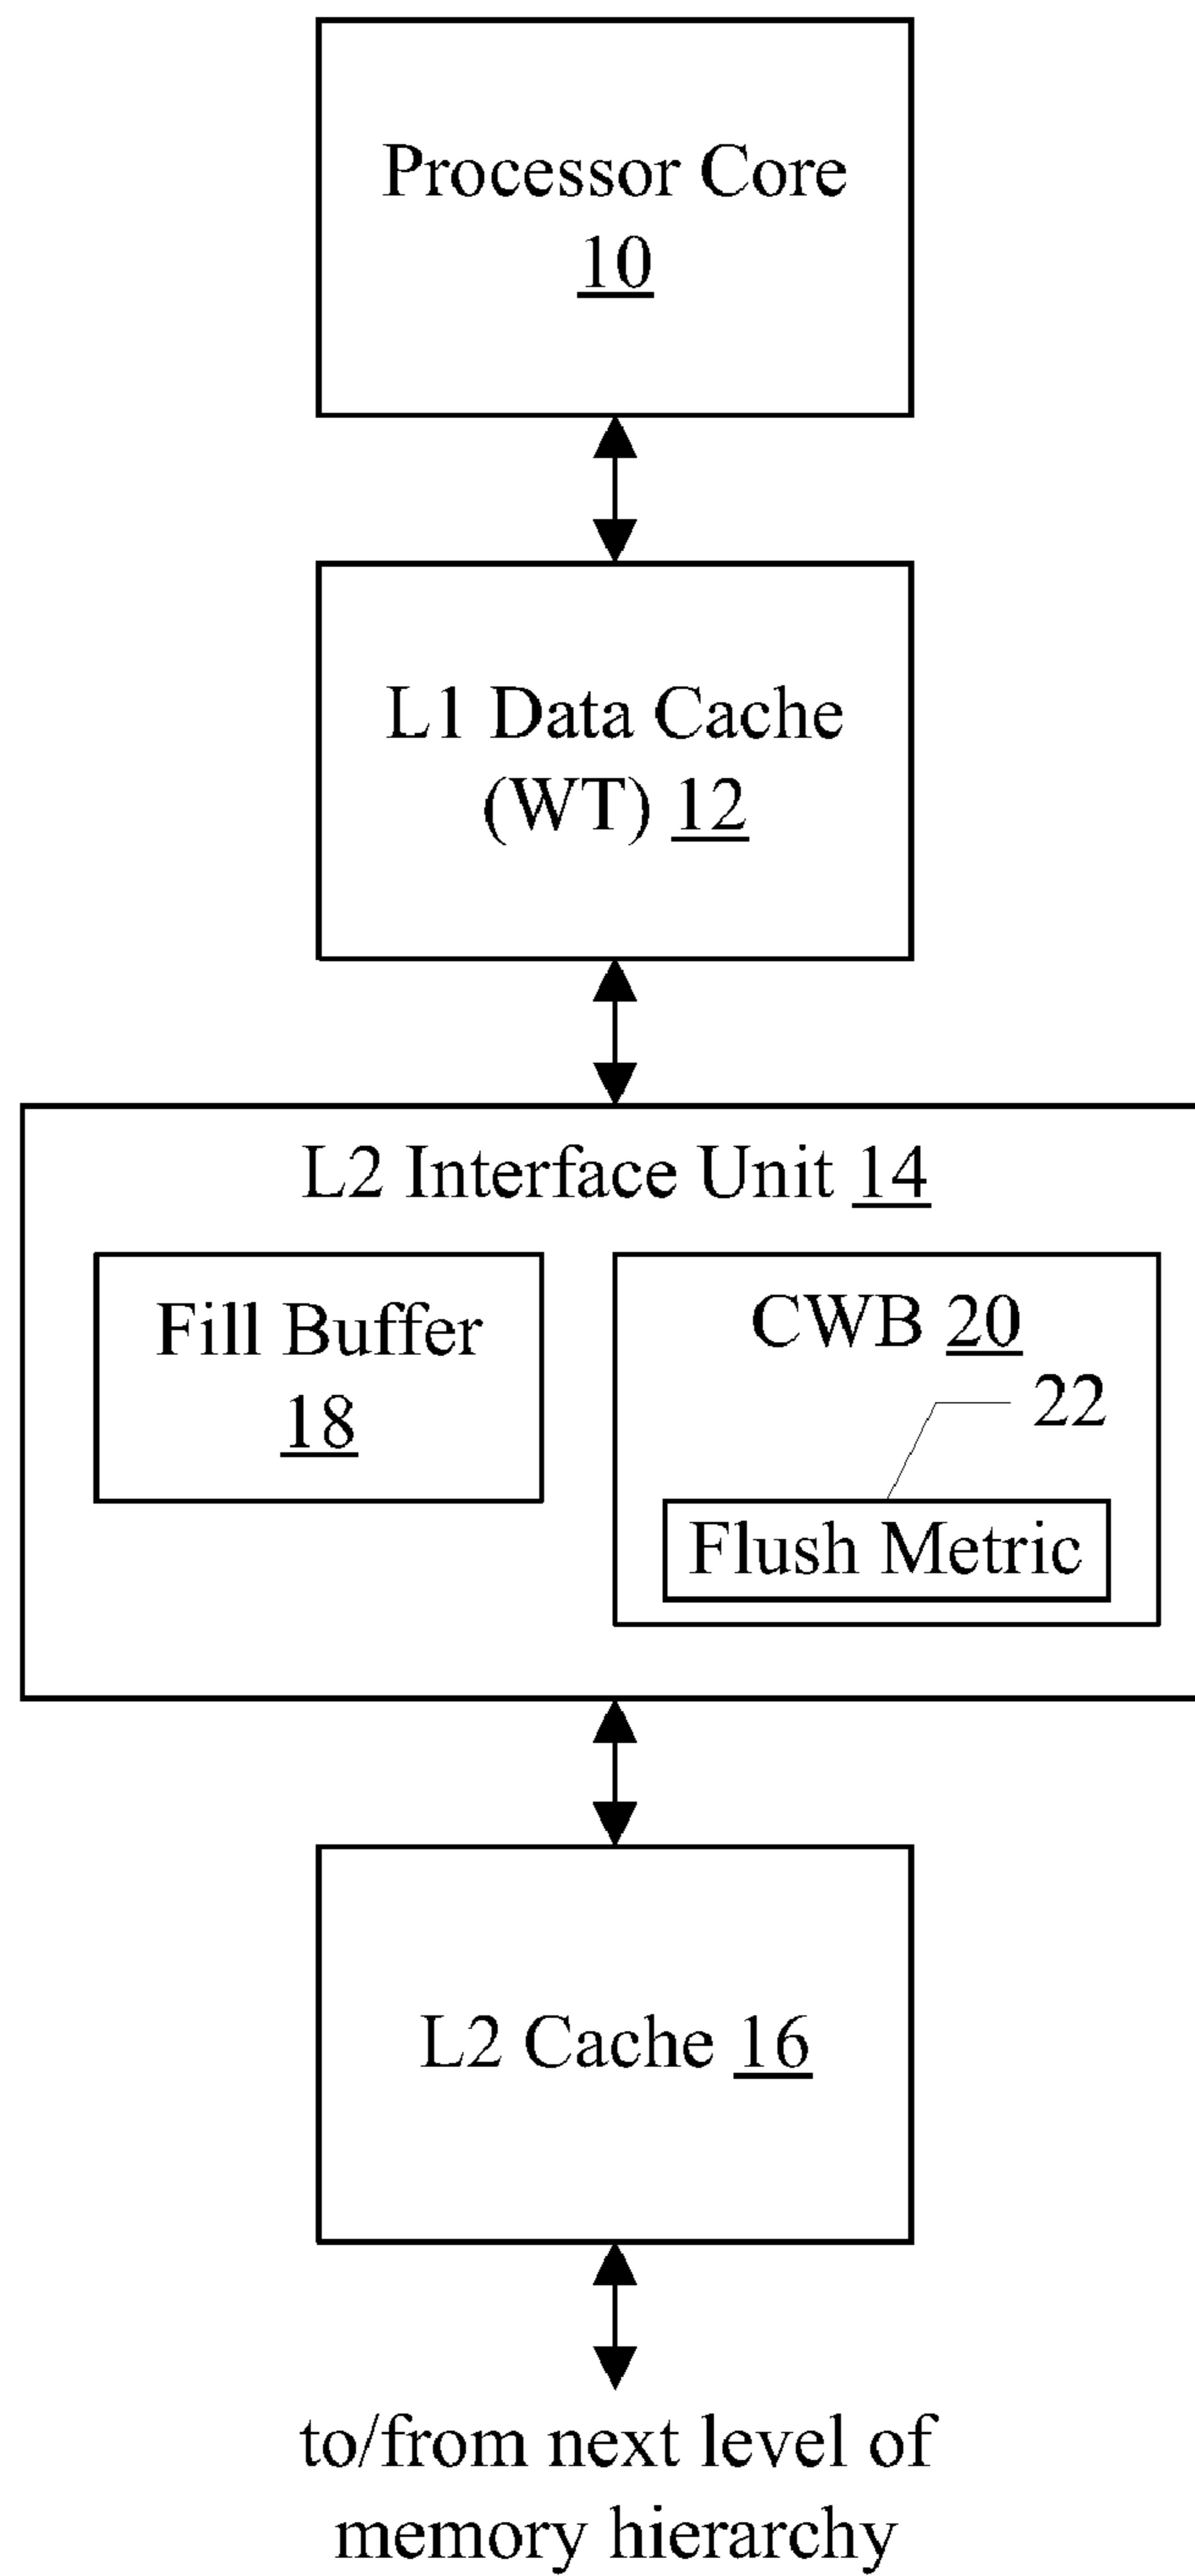 Processor Core
10
L1 Data Cache
(WT) 12
L2 Interface Unit 14
Fill Buffer
18
CWB 20
22
Flush Metric
L2 Cache 16
to/from next level of
memory hierarchy